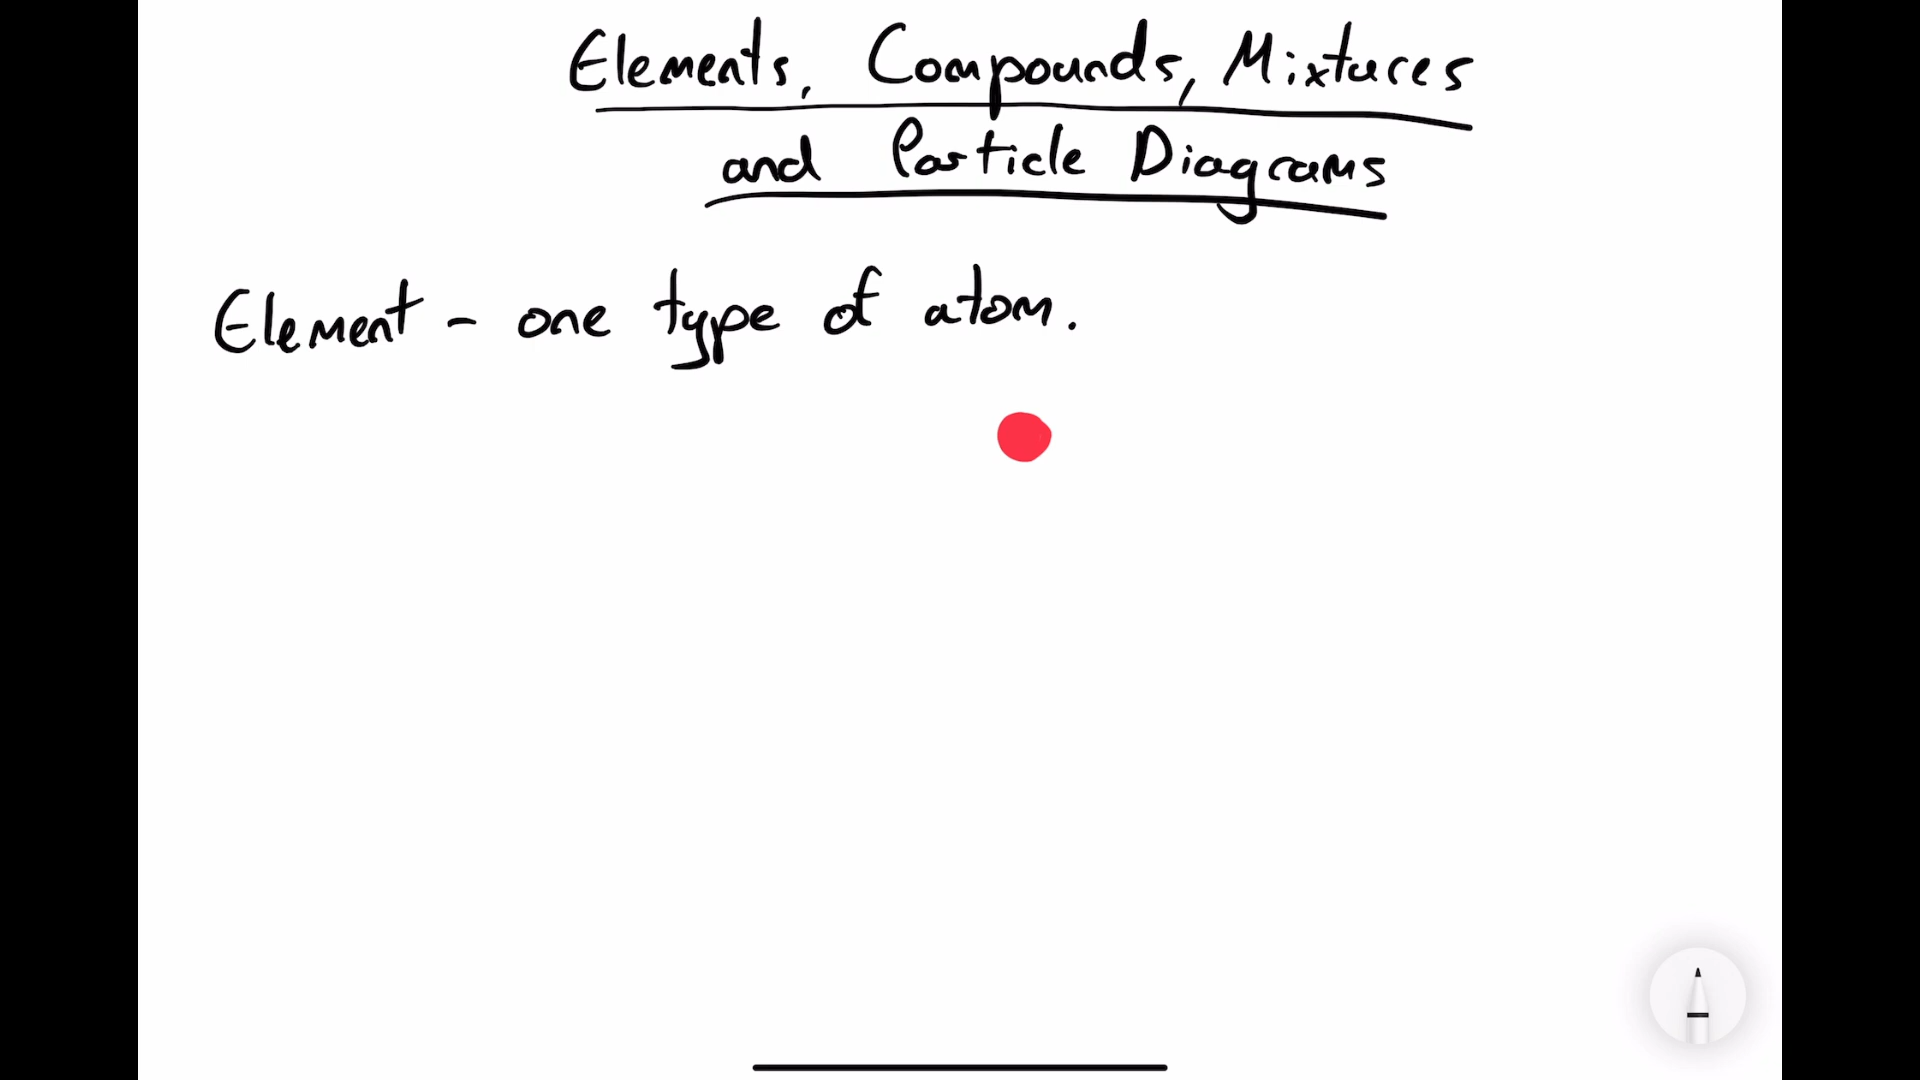 Elements, Compounds, Mixtures
and Particle Diagrams
Element - one type of atom.